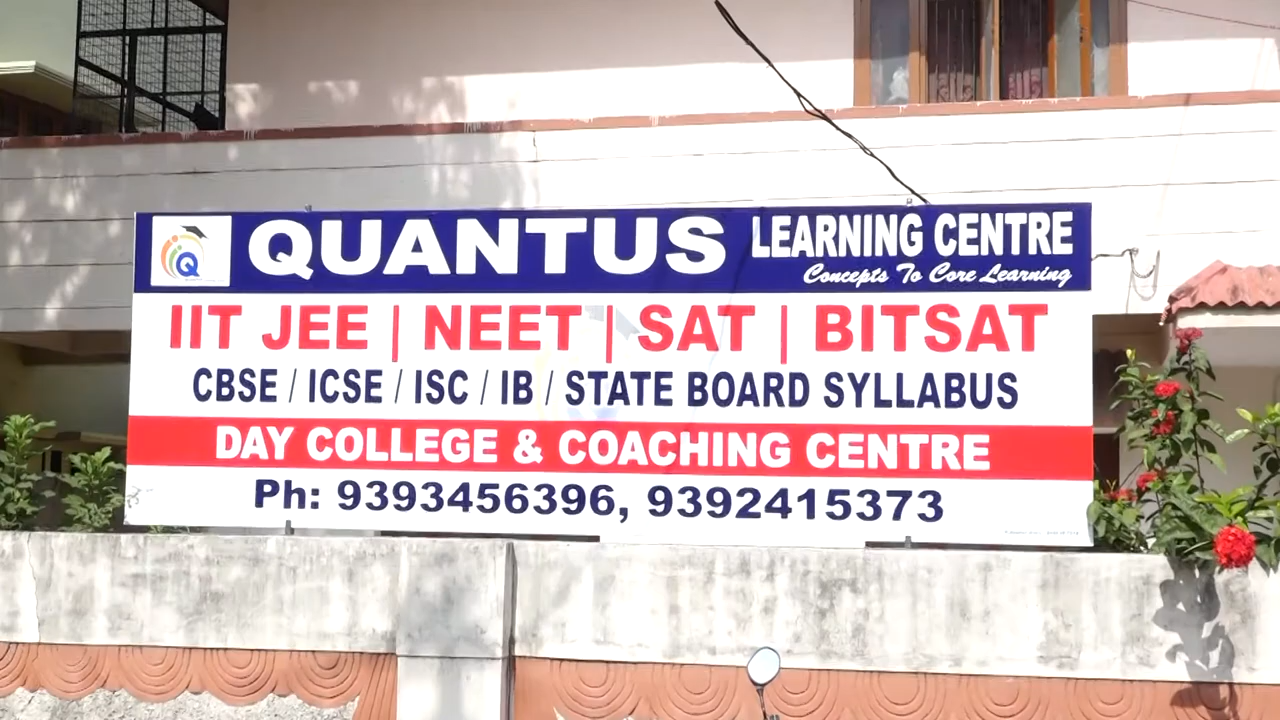 Q QUANTUS LEARNING CENTRE
Concepts To Core Learning
IIT JEE | NEET | SAT | BITSAT
CBSE / ICSE / ISC / IB / STATE BOARD SYLLABUS
DAY COLLEGE & COACHING CENTRE
Ph: 9393456396, 9392415373